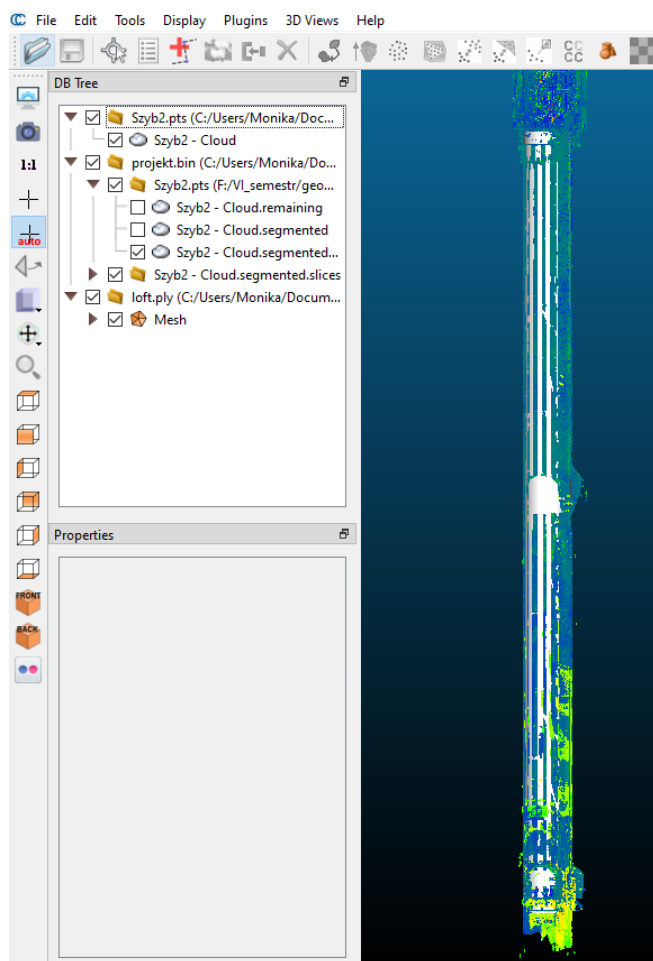 File Edit Tools Display Plugins 3D Views Help
CC
CC
DB Tree
Szyb2.pts (C:/Users/Monika/Doc...
Szyb2 - Cloud
projekt.bin (C:/Users/Monika/Do...
Szyb2.pts (F:/VI_semestr/geo...
Szyb2 - Cloud.remaining
Szyb2 - Cloud.segmented
Szyb2 - Cloud.segmented...
Szyb2 - Cloud.segmented.slices
loft.ply (C:/Users/Monika/Docum...
Mesh
1:1
auto
Properties
FRONT
BACK